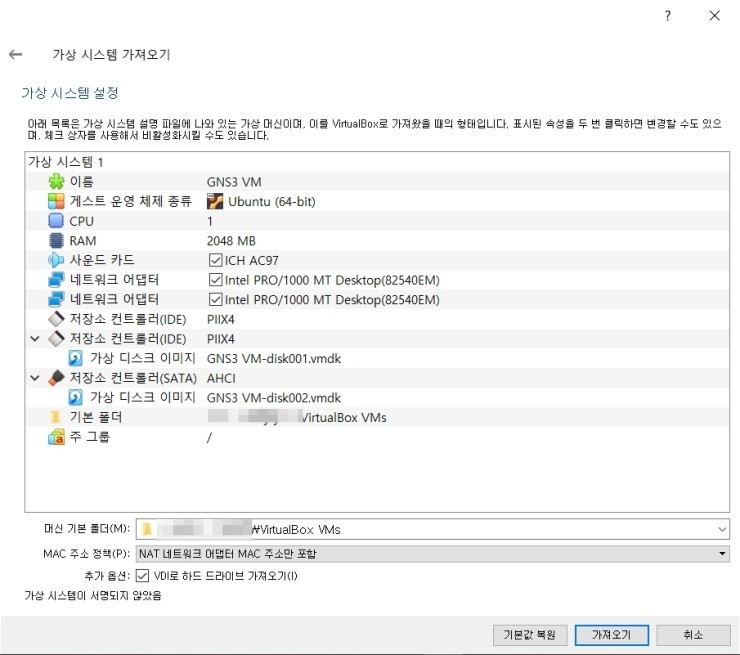 ?
가상 시스템 가져오기
가상 시스템 설정
아래 목록은 가상 시스템 설명 파일에 나와 있는 가상 머신이며, 이를 VirtualBox로 가져왔을 때의 형태입니다. 표시된 속성을 두 번 클릭하면 변경할 수도 있으
며, 체크 상자를 사용해서 비활성화시킬 수도 있습니다.
가상 시스템 1
이름 GNS3 VM
게스트 운영 체제 종류 Ubuntu (64-bit)
CPU 1
RAM 2048 MB
사운드 카드 ICH AC97
네트워크 어댑터 Intel PRO/1000 MT Desktop(82540EM)
네트워크 어댑터 Intel PRO/1000 MT Desktop(82540EM)
저장소 컨트롤러(IDE) PIIX4
저장소 컨트롤러(IDE) PIIX4
가상 디스크 이미지 GNS3 VM-disk001.vmdk
저장소 컨트롤러(SATA) AHCI
가상 디스크 이미지 GNS3 VM-disk002.vmdk
기본 폴더 VirtualBox VMs
주 그룹 /
머신 기본 폴더(M): ₩VirtualBox VMs
MAC 주소 정책(P): NAT 네트워크 어댑터 MAC 주소만 포함
추가 옵션: VDI로 하드 드라이브 가져오기(I)
가상 시스템이 서명되지 않았음
기본값 복원 가져오기 취소